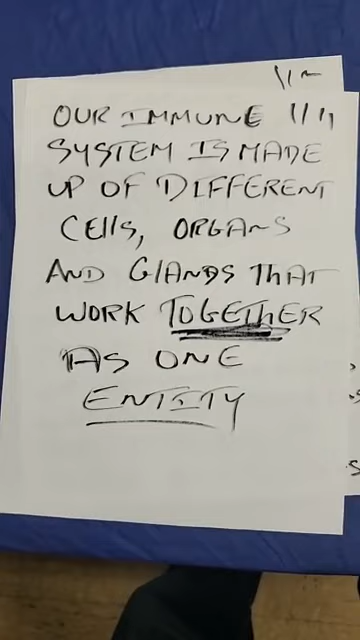 OUR IMMUNE
SYSTEM IS MADE
UP OF DIFFERENT
CELLS, ORGANS
AND GLANDS THAT
WORK TOGETHER
AS ONE
ENTITY